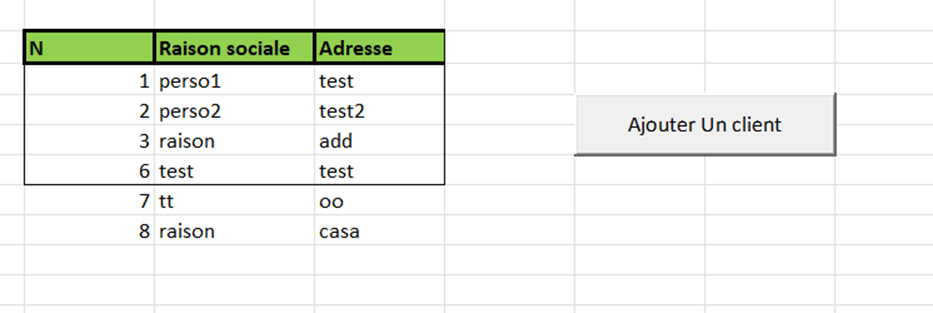 N Raison sociale Adresse
1 perso1 test
2 perso2 test2
Ajouter Un client
3 raison add
6 test test
7 tt oo
8 raison casa